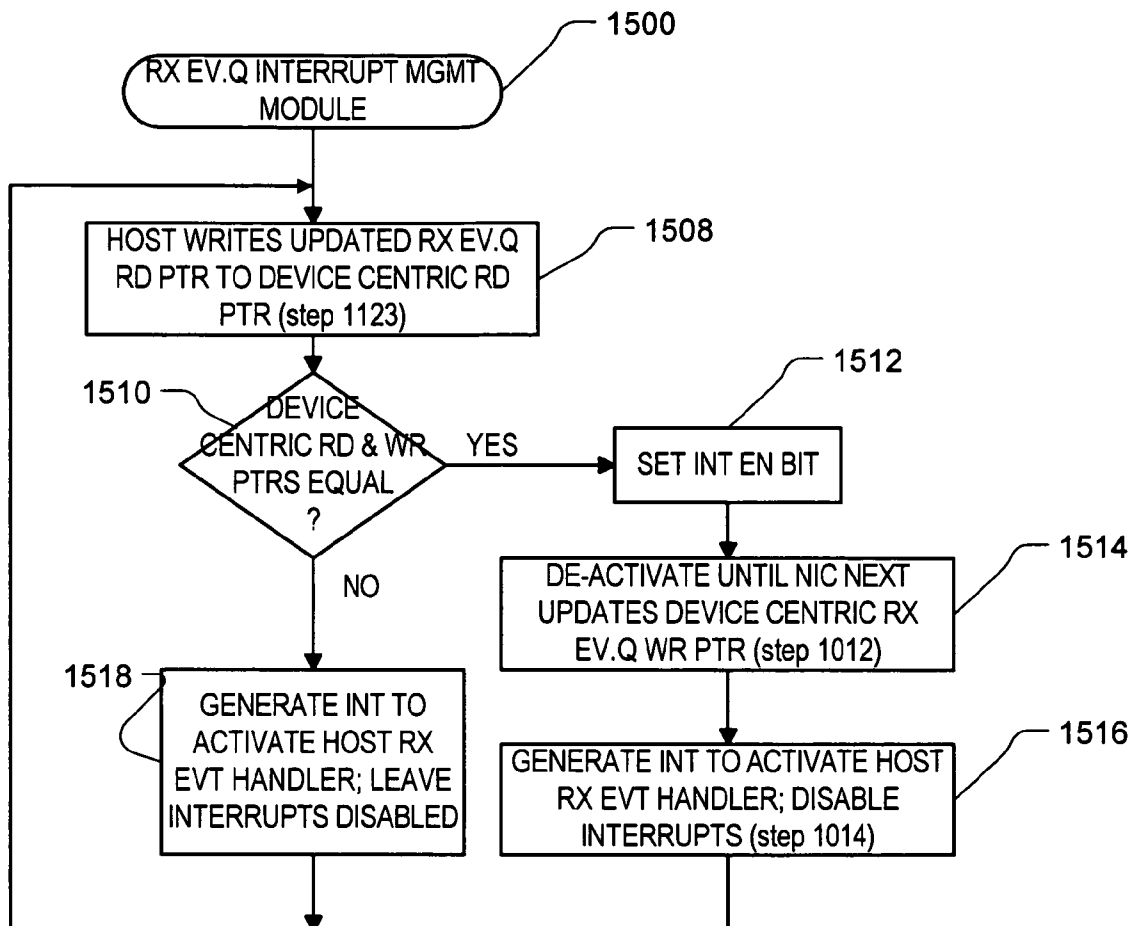 1500
RX EV.Q INTERRUPT MGMT
MODULE
HOST WRITES UPDATED RX EV.Q
RD PTR TO DEVICE CENTRIC RD
PTR (step 1123)
1508
1510
DEVICE
CENTRIC RD & WR
PTRS EQUAL
?
YES
NO
1512
SET INT EN BIT
1514
DE-ACTIVATE UNTIL NIC NEXT
UPDATES DEVICE CENTRIC RX
EV.Q WR PTR (step 1012)
1518
GENERATE INT TO
ACTIVATE HOST RX
EVT HANDLER; LEAVE
INTERRUPTS DISABLED
1516
GENERATE INT TO ACTIVATE HOST
RX EVT HANDLER; DISABLE
INTERRUPTS (step 1014)